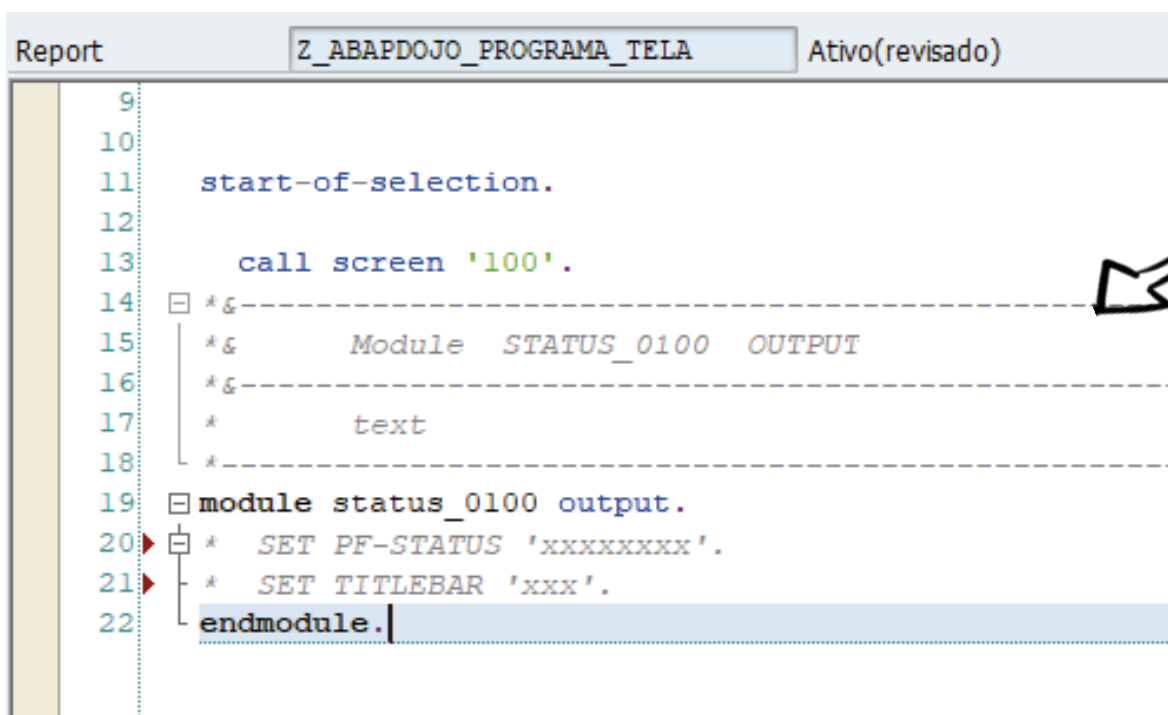 Report Z_ABAPDOJO_PROGRAMA_TELA Ativo(revisado)
9
10
11 start-of-selection.
12
13 call screen '100'.
14 *&---------------------------------------------------
15 *& Module STATUS_0100 OUTPUT
16 *&---------------------------------------------------
17 * text
18 *----------------------------------------------------
19 module status_0100 output.
20 * SET PF-STATUS 'xxxxxxxx'.
21 * SET TITLEBAR 'xxx'.
22 endmodule.